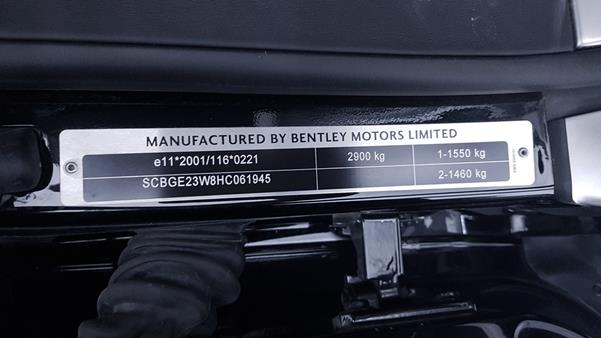 MANUFACTURED BY BENTLEY MOTORS LIMITED
e11*2001/116*0221 2900 kg 1-1550 kg
SCBGE23W8HC061945 2-1460 kg